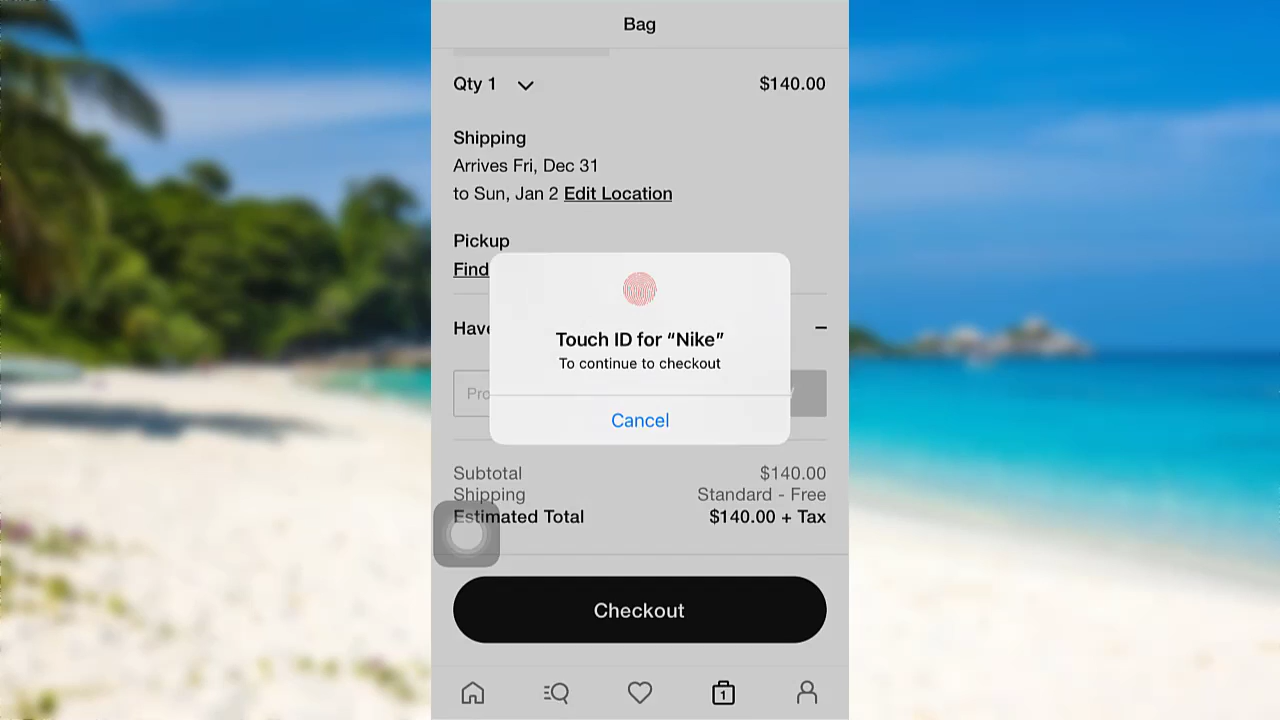 Bag
Qty 1 $140.00
Shipping
Arrives Fri, Dec 31
to Sun, Jan 2 Edit Location
Pickup
Find
Touch ID for “Nike”
To continue to checkout
Cancel
Subtotal $140.00
Shipping Standard - Free
Estimated Total $140.00 + Tax
Checkout
1